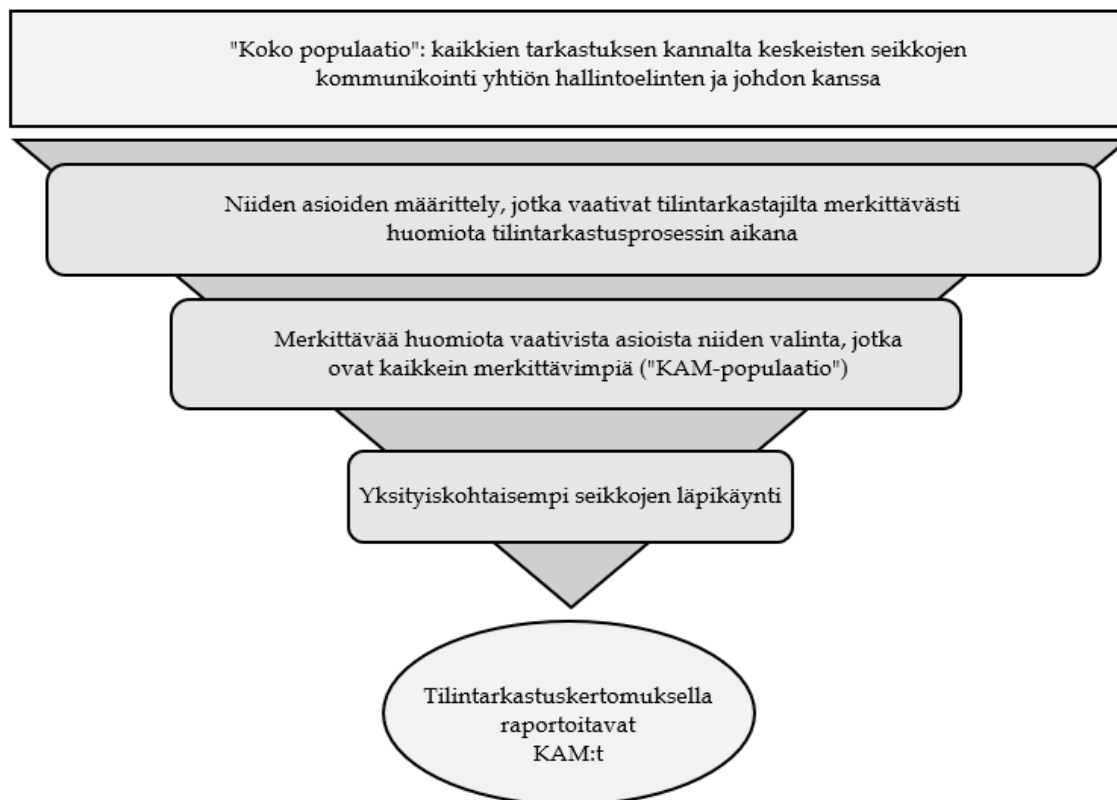 "Koko populaatio": kaikkien tarkastuksen kannalta keskeisten seikkojen
kommunikointi yhtiön hallintoelinten ja johdon kanssa
Niiden asioiden määrittely, jotka vaativat tilintarkastajilta merkittävästi
huomiota tilintarkastusprosessin aikana
Merkittävää huomiota vaativista asioista niiden valinta, jotka
ovat kaikkein merkittävimpiä ("KAM-populaatio")
Yksityiskohtaisempi seikkojen läpikäynti
Tilintarkastuskertomuksella
raportoitavat
KAM:t